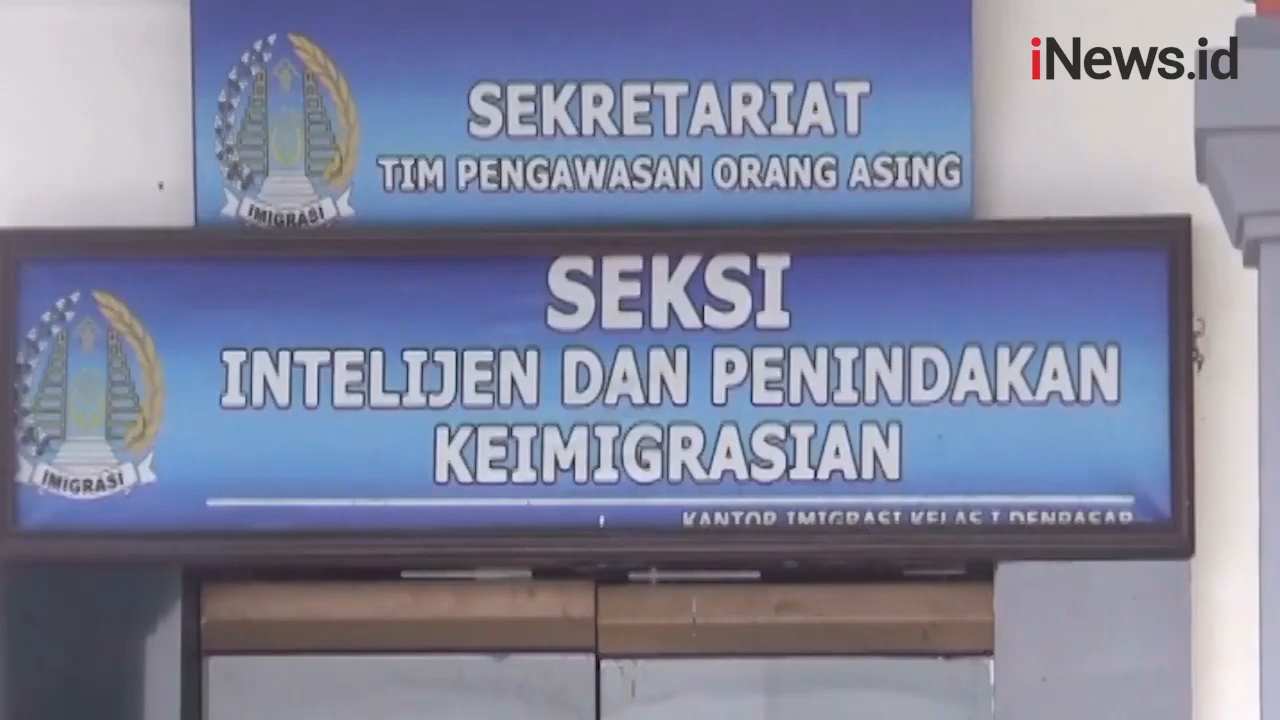 iNews.id
SEKRETARIAT
TIM PENGAWASAN ORANG ASING
IMIGRASI
SEKSI
INTELIJEN DAN PENINDAKAN
KEIMIGRASIAN
IMIGRASI
KANTOR IMIGRASI KELAS I DENPASAR